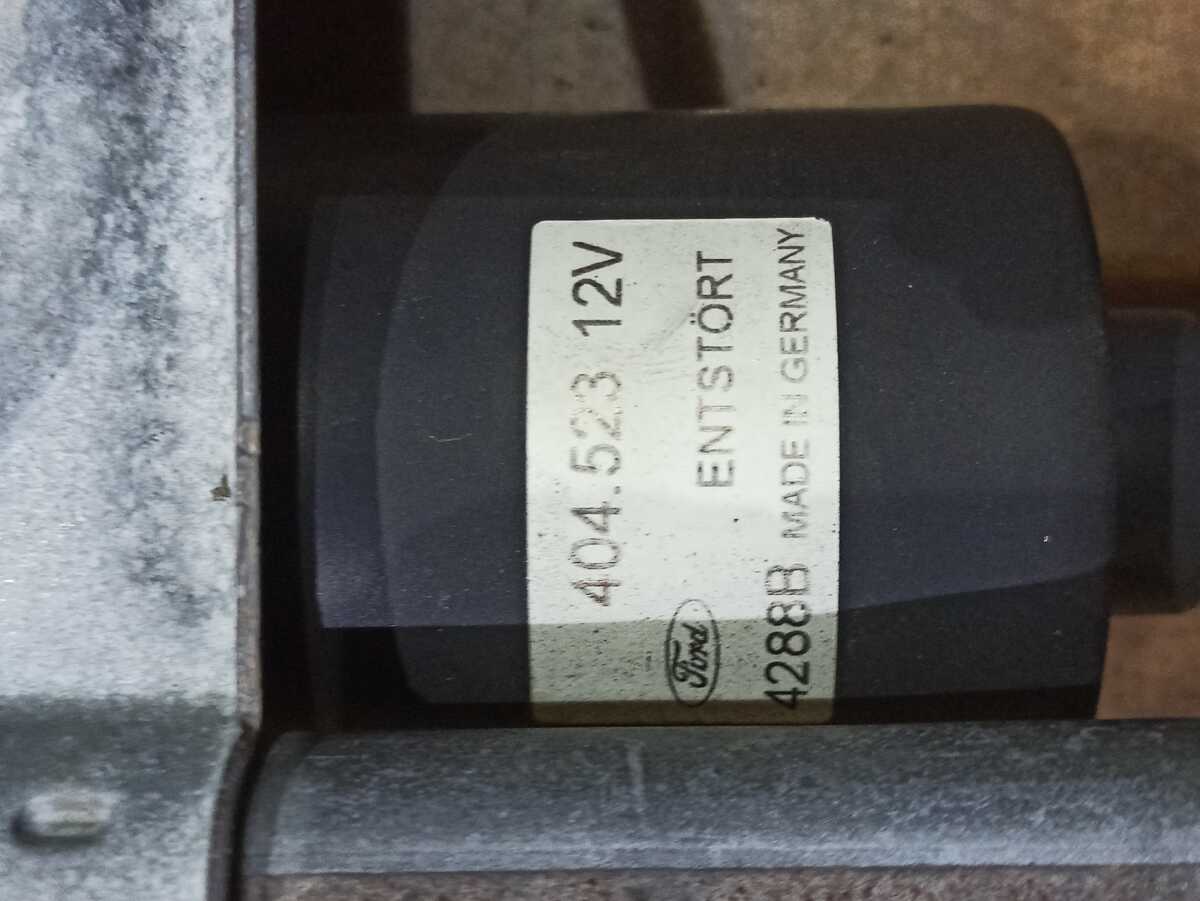 404.523 12V
ENTSTÖRT
Ford
4288B MADE IN GERMANY